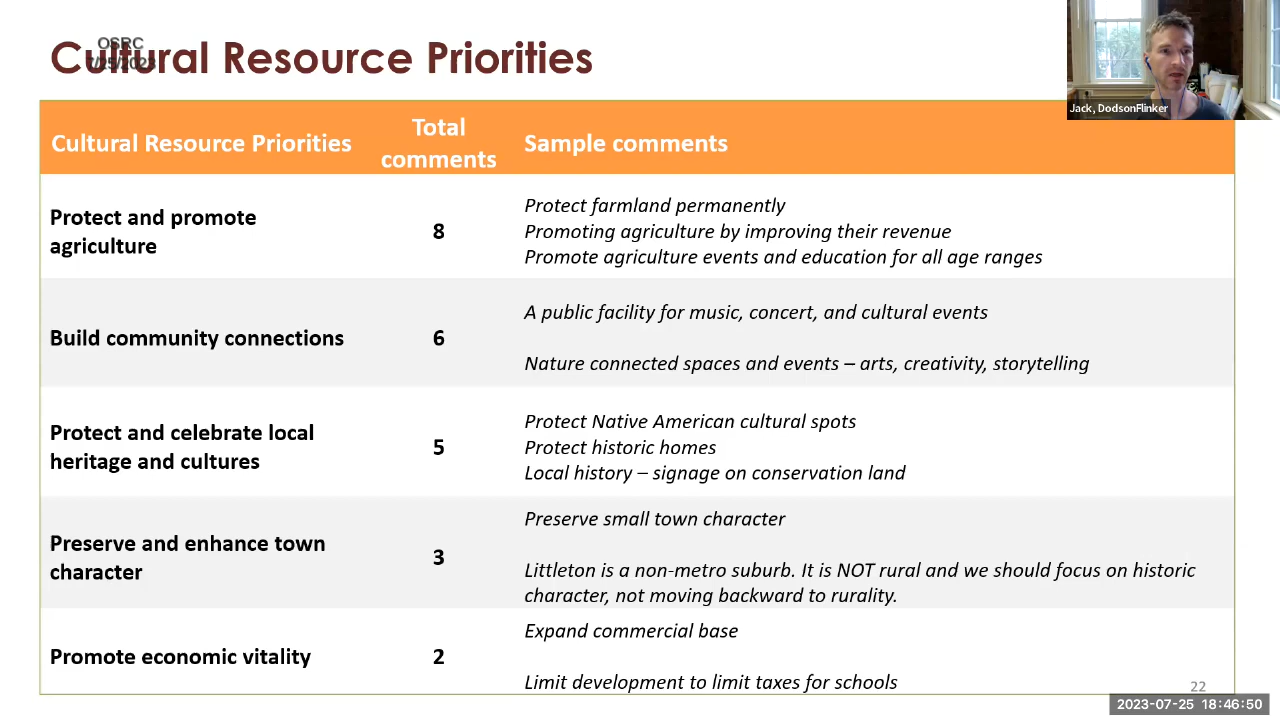 OSRC
7/25/2023
Cultural Resource Priorities
Jack, DodsonFlinker
Cultural Resource Priorities
Total
comments
Sample comments
Protect and promote
agriculture
8
Protect farmland permanently
Promoting agriculture by improving their revenue
Promote agriculture events and education for all age ranges
Build community connections
6
A public facility for music, concert, and cultural events
Nature connected spaces and events – arts, creativity, storytelling
Protect and celebrate local
heritage and cultures
5
Protect Native American cultural spots
Protect historic homes
Local history – signage on conservation land
Preserve and enhance town
character
3
Preserve small town character
Littleton is a non-metro suburb. It is NOT rural and we should focus on historic
character, not moving backward to rurality.
Promote economic vitality
2
Expand commercial base
Limit development to limit taxes for schools
22
2023-07-25 18:46:50